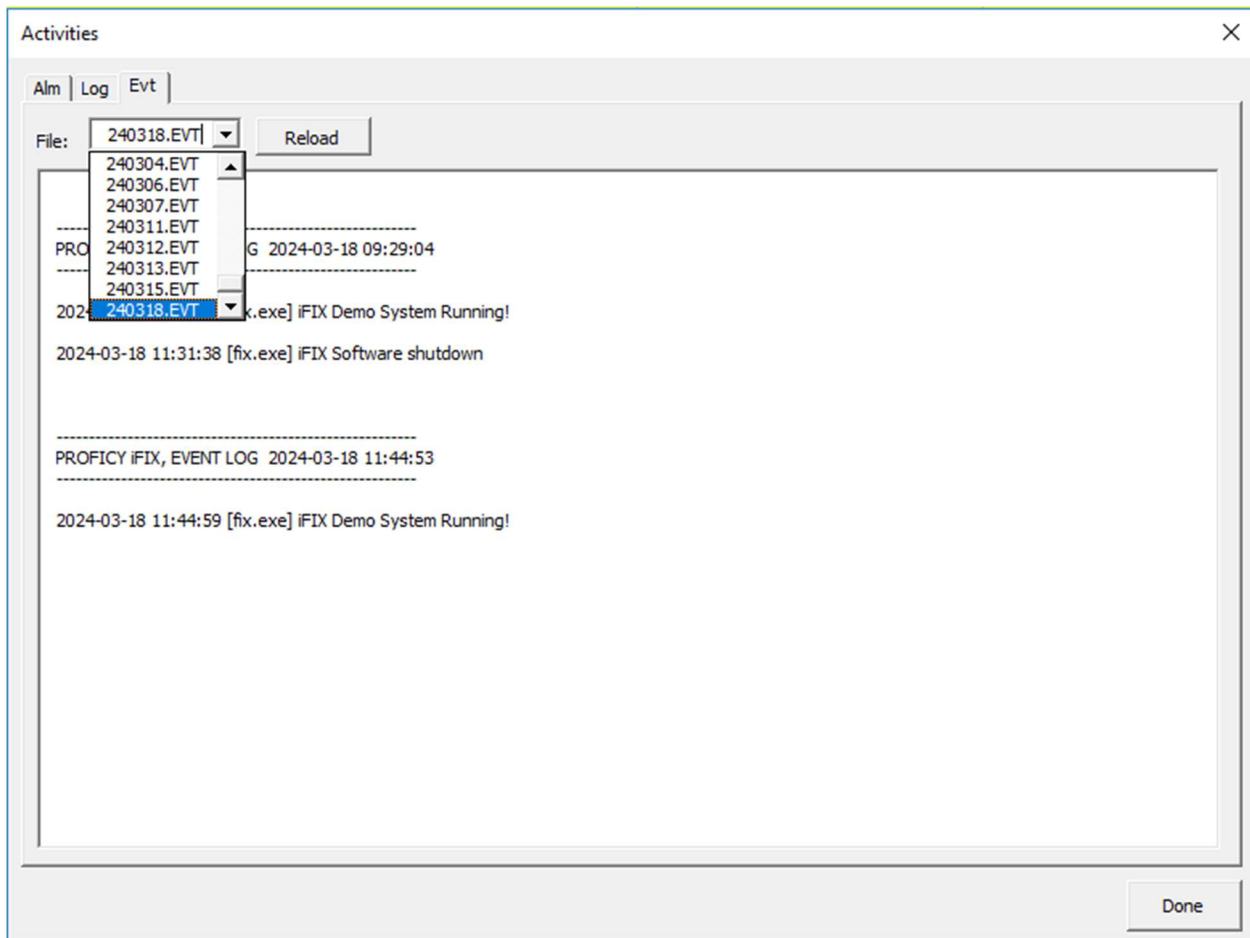 Activities
Alm Log Evt
File: 240318.EVT Reload
240304.EVT
240306.EVT
240307.EVT
240311.EVT
240312.EVT
240313.EVT
240315.EVT
240318.EVT
------------------------------------------------------
PRO G 2024-03-18 09:29:04
------------------------------------------------------
202 x.exe] iFIX Demo System Running!
2024-03-18 11:31:38 [fix.exe] iFIX Software shutdown
------------------------------------------------------
PROFICY iFIX, EVENT LOG 2024-03-18 11:44:53
------------------------------------------------------
2024-03-18 11:44:59 [fix.exe] iFIX Demo System Running!
Done